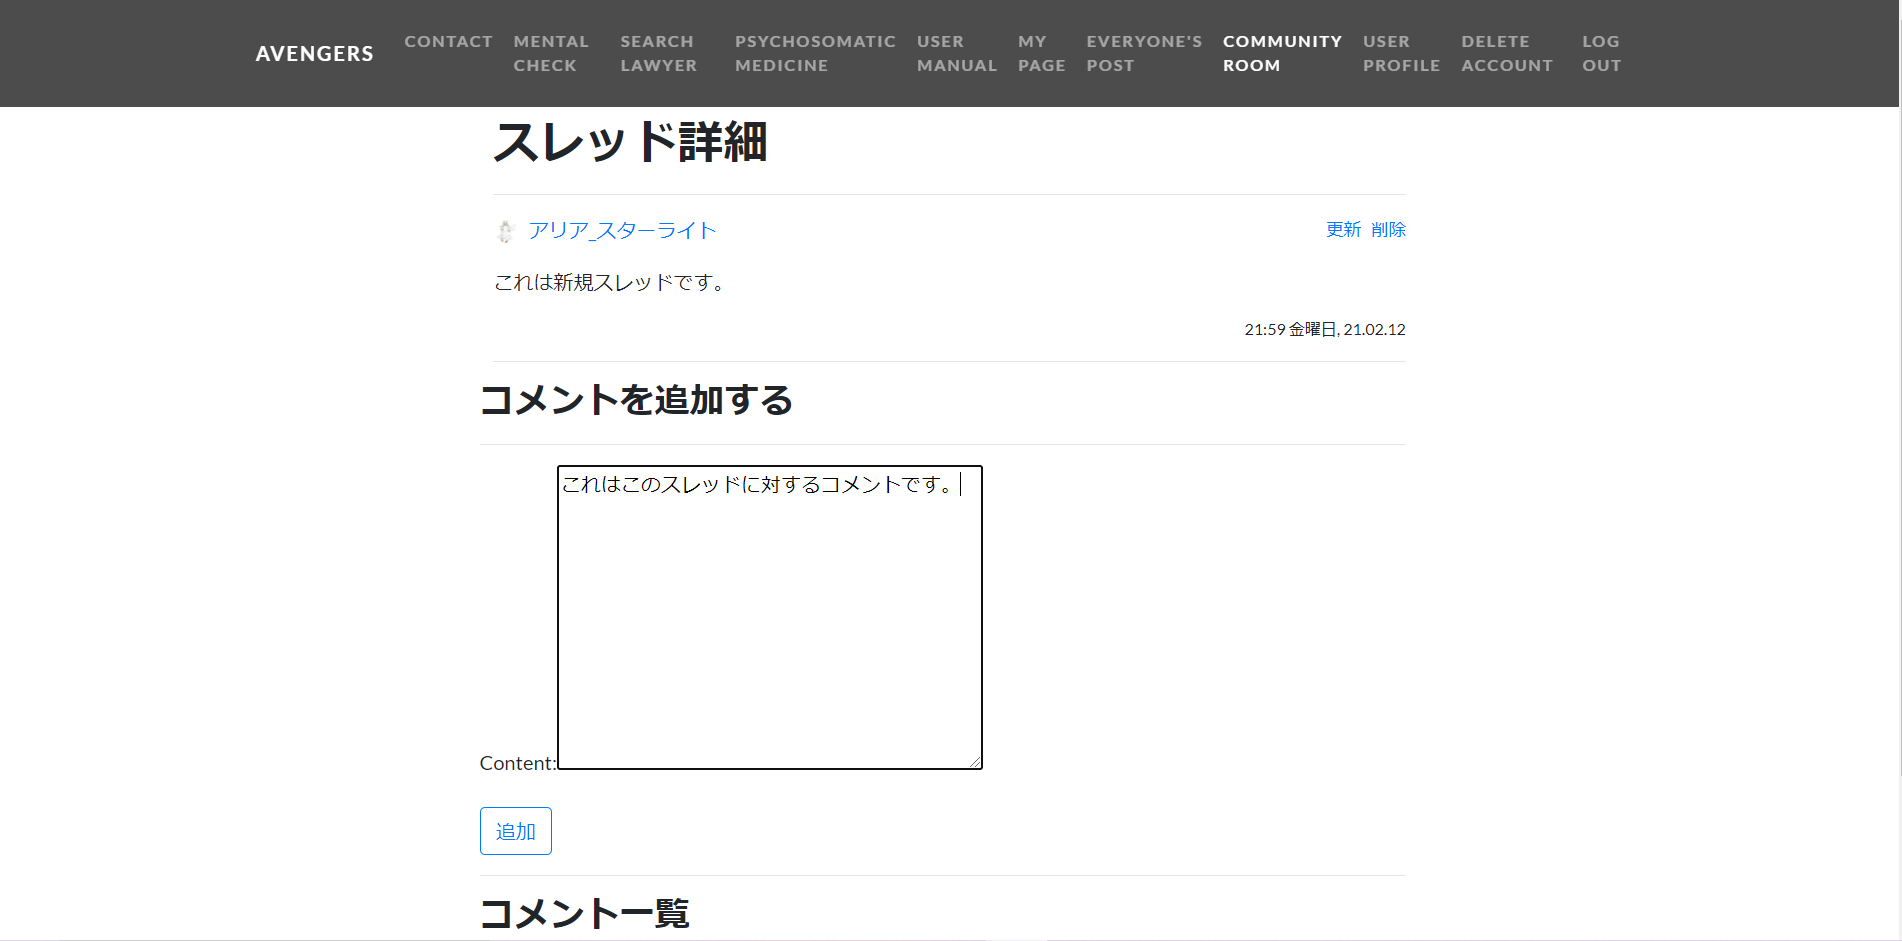 AVENGERS
CONTACT
MENTAL
CHECK
SEARCH
LAWYER
PSYCHOSOMATIC
MEDICINE
USER
MANUAL
MY
PAGE
EVERYONE'S
POST
COMMUNITY
ROOM
USER
PROFILE
DELETE
ACCOUNT
LOG
OUT
スレッド詳細
アリア_スターライト
更新 削除
これは新規スレッドです。
21:59 金曜日, 21.02.12
コメントを追加する
これはこのスレッドに対するコメントです。
Content:
追加
コメント一覧